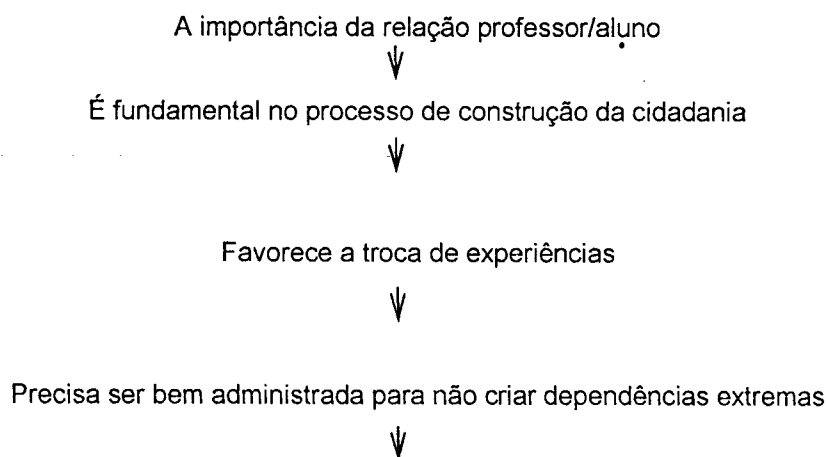 A importância da relação professor/aluno
É fundamental no processo de construção da cidadania
Favorece a troca de experiências
Precisa ser bem administrada para não criar dependências extremas